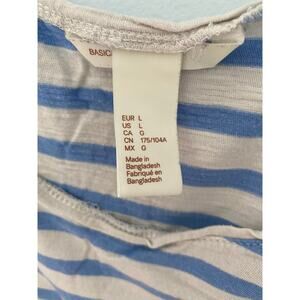 BASIC
EUR L
US L
CA G
CN 175/104A
MX G
Made in
Bangladesh
Fabriqué en
Bangladesh